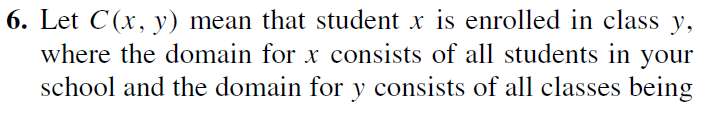 6. Let C(x, y) mean that student x is enrolled in class y,
where the domain for x consists of all students in your
school and the domain for y consists of all classes being